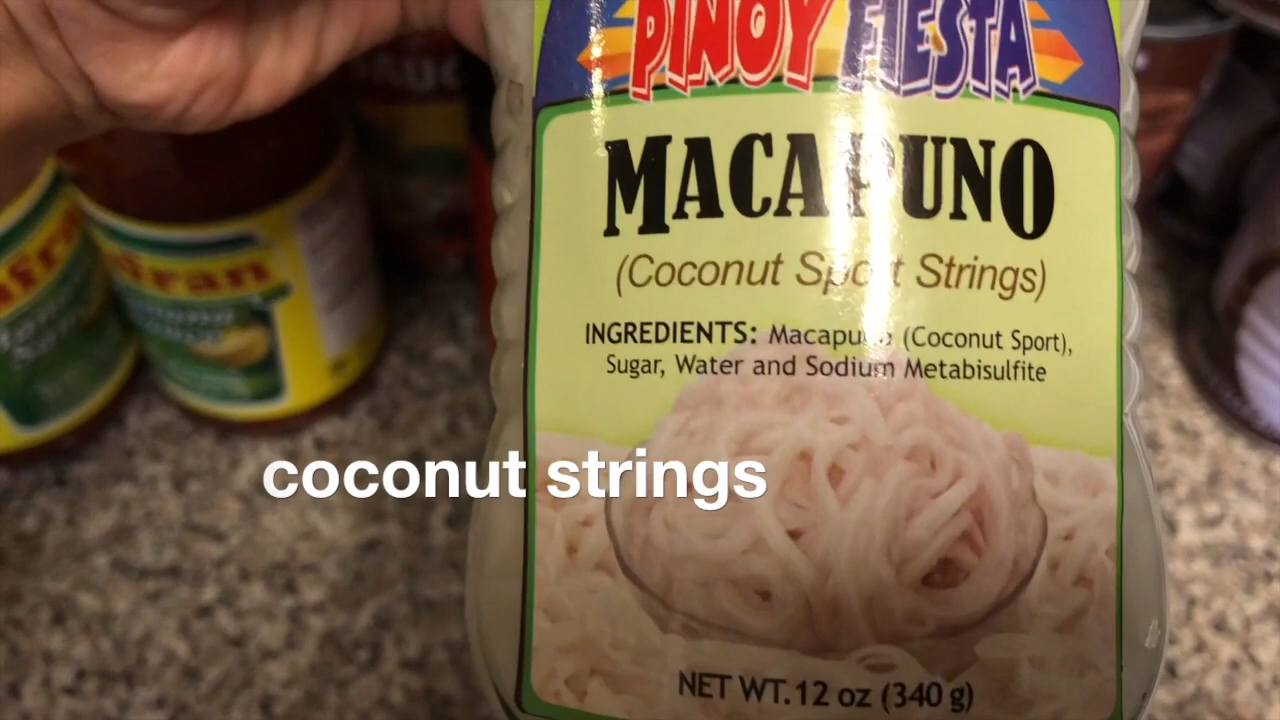 PINOY FIESTA
MACAPUNO
(Coconut Sport Strings)
INGREDIENTS: Macapuno (Coconut Sport),
Sugar, Water and Sodium Metabisulfite
coconut strings
NET WT. 12 oz (340 g)